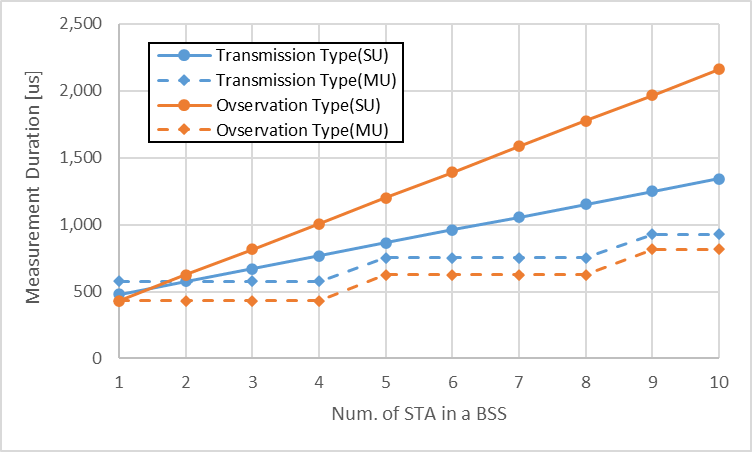 2,500
2,000
1,500
1,000
500
0
Measurement Duration [us]
Transmission Type(SU)
Transmission Type(MU)
Ovservation Type(SU)
Ovservation Type(MU)
1 2 3 4 5 6 7 8 9 10
Num. of STA in a BSS